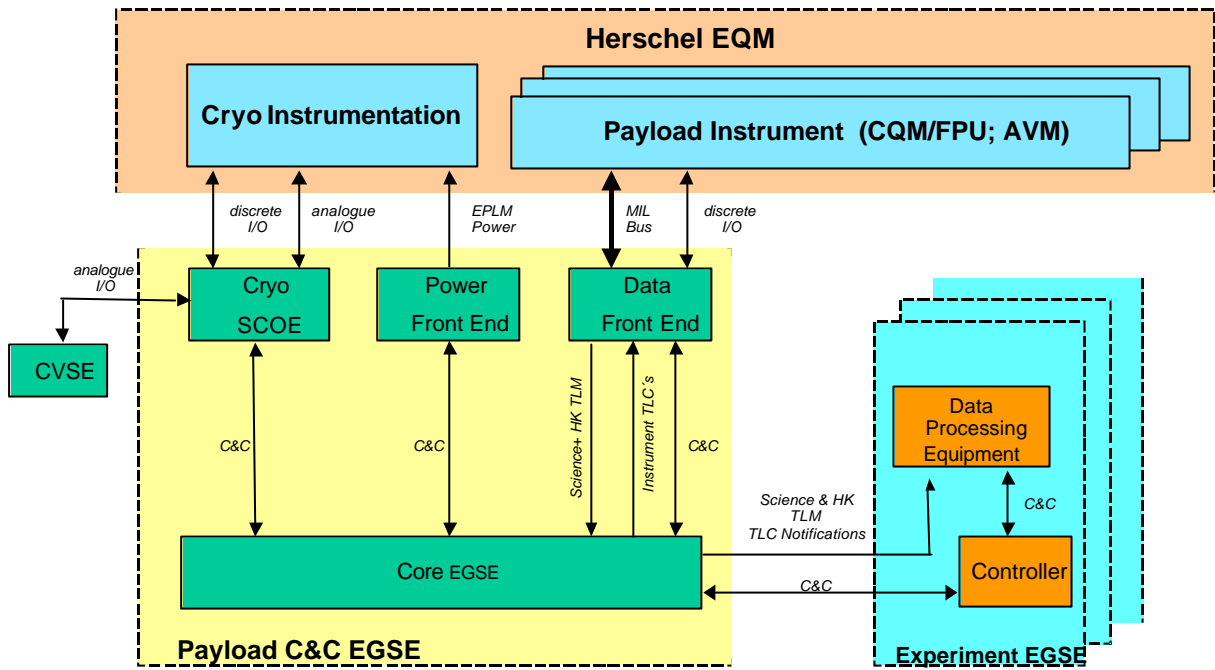 Herschel EQM
Cryo Instrumentation
Payload Instrument (CQM/FPU; AVM)
discrete
I/O
analogue
I/O
EPLM
Power
MIL
Bus
discrete
I/O
analogue
I/O
Cryo
SCOE
Power
Front End
Data
Front End
CVSE
C&C
C&C
Science+ HK TLM
Instrument TLC´s
C&C
Data
Processing
Equipment
C&C
Science & HK
TLM
TLC Notifications
Core EGSE
Controller
C&C
Payload C&C EGSE
Experiment EGSE